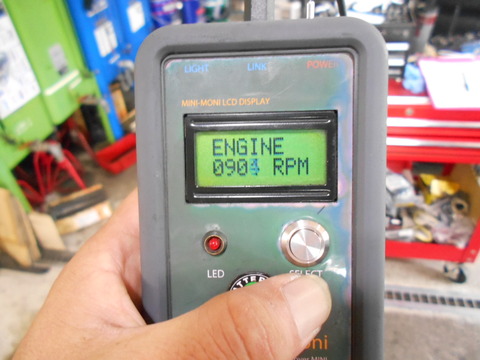 LIGHT LINK POWER
MINI-MONI LCD DISPLAY
ENGINE
0904 RPM
LED SELECT